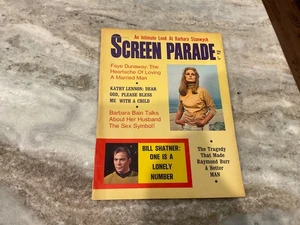 An Intimate Look At Barbara Stanwyck
SCREEN PARADE
Faye Dunaway: The
Heartache Of Loving
A Married Man
KATHY LENNON: DEAR
GOD, PLEASE BLESS
ME WITH A CHILD
Barbara Bain Talks
About Her Husband
The Sex Symbol!
BILL SHATNER:
ONE IS A
LONELY
NUMBER
The Tragedy
That Made
Raymond Burr
A Better
MAN